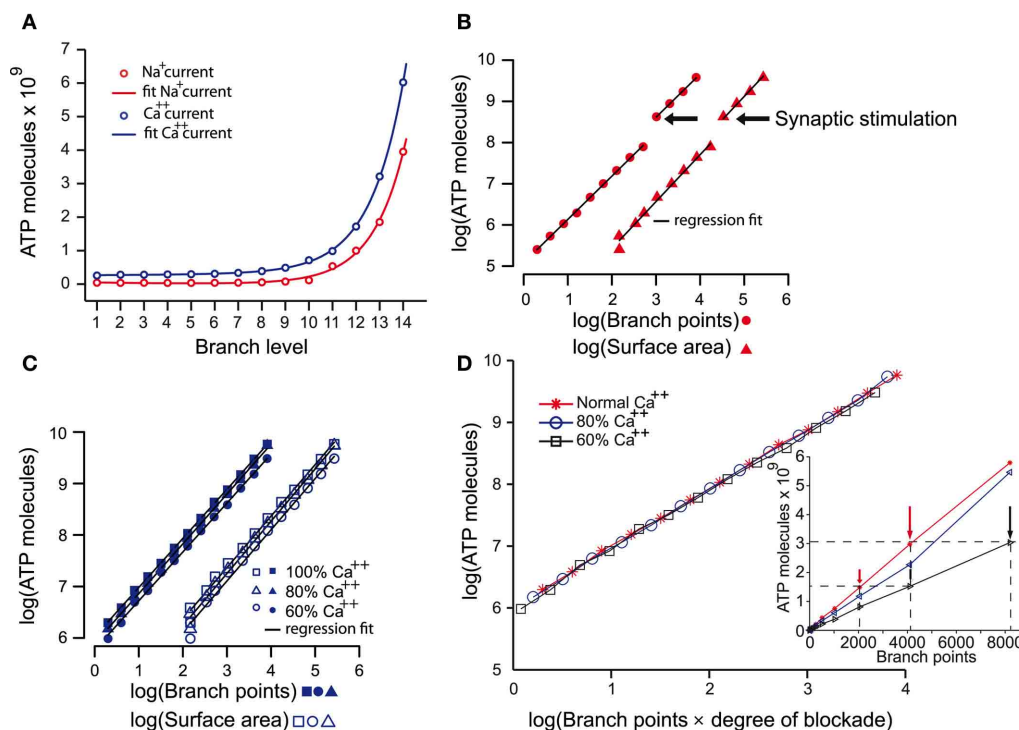 A
ATP molecules x 10^9
7
6
5
4
3
2
1
0
Na+ current
fit Na+ current
Ca++ current
fit Ca++ current
1 2 3 4 5 6 7 8 9 10 11 12 13 14
Branch level
B
log(ATP molecules)
10
9
8
7
6
5
Synaptic stimulation
regression fit
0 1 2 3 4 5 6
log(Branch points)
log(Surface area)
C
log(ATP molecules)
10
9
8
7
6
100% Ca++
80% Ca++
60% Ca++
regression fit
0 1 2 3 4 5 6
log(Branch points)
log(Surface area)
D
log(ATP molecules)
10
9
8
7
6
5
Normal Ca++
80% Ca++
60% Ca++
0 1 2 3 4
log(Branch points × degree of blockade)
ATP molecules x 10^9
6
5
4
3
2
1
0
0 2000 4000 6000 8000
Branch points